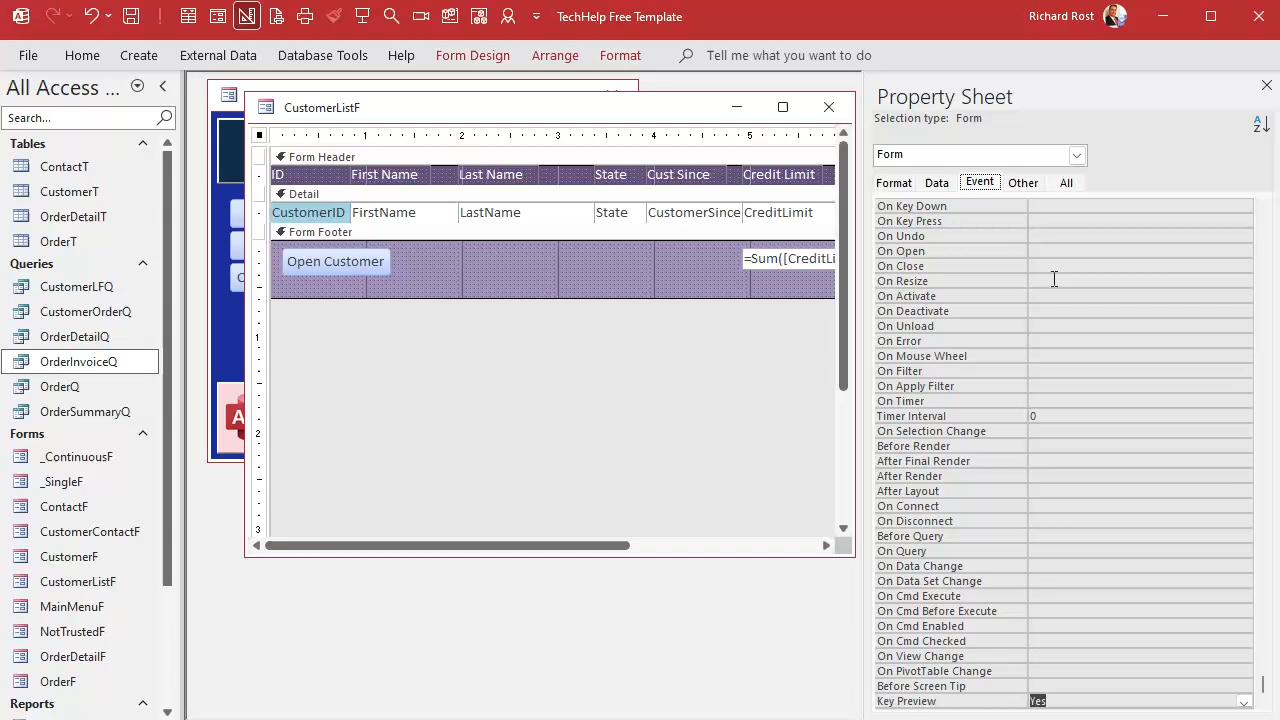 TechHelp Free Template
Richard Rost
File
Home
Create
External Data
Database Tools
Help
Form Design
Arrange
Format
Tell me what you want to do
All Access ...
Search...
Tables
ContactT
CustomerT
OrderDetailT
OrderT
Queries
CustomerLFQ
CustomerOrderQ
OrderDetailQ
OrderInvoiceQ
OrderQ
OrderSummaryQ
Forms
_ContinuousF
_SingleF
ContactF
CustomerContactF
CustomerF
CustomerListF
MainMenuF
NotTrustedF
OrderDetailF
OrderF
Reports
CustomerListF
1 2 3 4 5
Form Header
ID First Name Last Name State Cust Since Credit Limit
Detail
CustomerID FirstName LastName State CustomerSince CreditLimit
Form Footer
Open Customer =Sum([CreditLi
1
2
3
Property Sheet
Selection type: Form
Form
Format Data Event Other All
On Key Down
On Key Press
On Undo
On Open
On Close
On Resize
On Activate
On Deactivate
On Unload
On Error
On Mouse Wheel
On Filter
On Apply Filter
On Timer
Timer Interval 0
On Selection Change
Before Render
After Final Render
After Render
After Layout
On Connect
On Disconnect
Before Query
On Query
On Data Change
On Data Set Change
On Cmd Execute
On Cmd Before Execute
On Cmd Enabled
On Cmd Checked
On View Change
On PivotTable Change
Before Screen Tip
Key Preview Yes